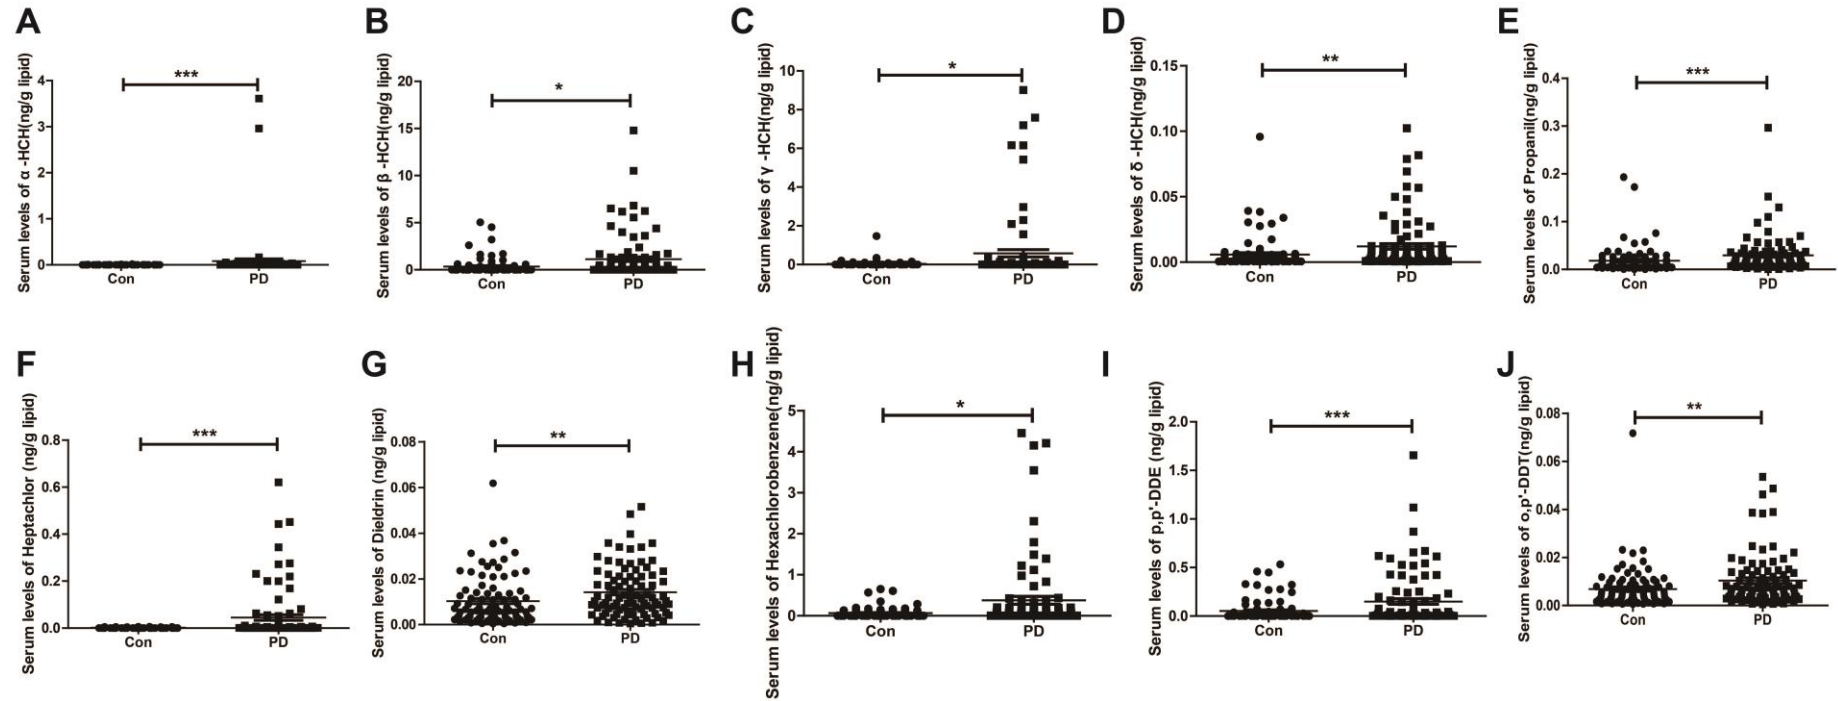 A
Serum levels of α -HCH(ng/g lipid)
4
3
2
1
0
***
Con
PD
B
Serum levels of β -HCH(ng/g lipid)
20
15
10
5
0
*
Con
PD
C
Serum levels of γ -HCH(ng/g lipid)
10
8
6
4
2
0
*
Con
PD
D
Serum levels of δ -HCH(ng/g lipid)
0.15
0.10
0.05
0.00
**
Con
PD
E
Serum levels of Propanil(ng/g lipid)
0.4
0.3
0.2
0.1
0.0
***
Con
PD
F
Serum levels of Heptachlor (ng/g lipid)
0.8
0.6
0.4
0.2
0.0
***
Con
PD
G
Serum levels of Dieldrin (ng/g lipid)
0.08
0.06
0.04
0.02
0.00
**
Con
PD
H
Serum levels of Hexachlorobenzene(ng/g lipid)
5
4
3
2
1
0
*
Con
PD
I
Serum levels of p,p'-DDE (ng/g lipid)
2.0
1.5
1.0
0.5
0.0
***
Con
PD
J
Serum levels of o,p'-DDT(ng/g lipid)
0.08
0.06
0.04
0.02
0.00
**
Con
PD